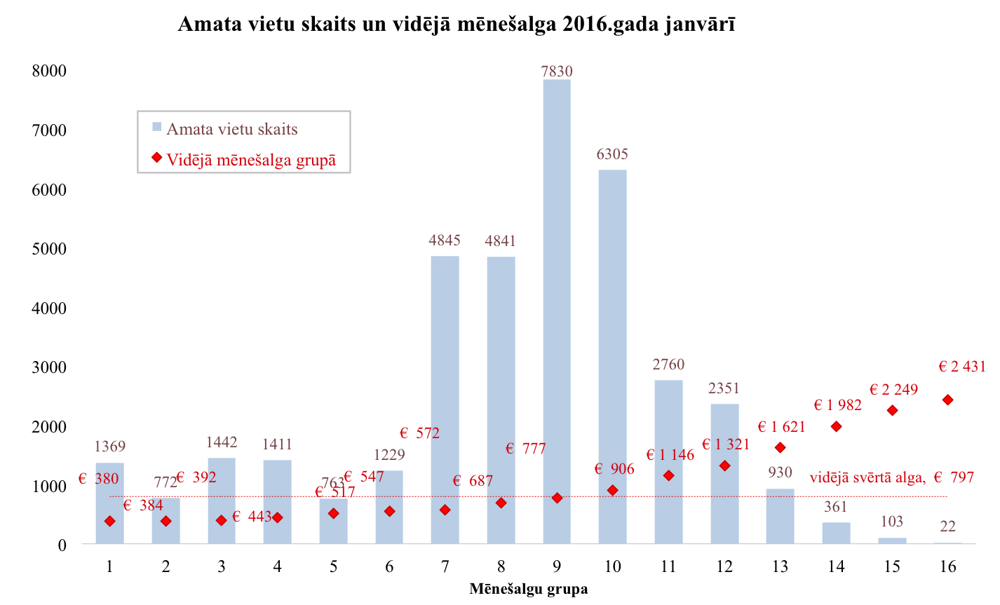 Amata vietu skaits un vidējā mēnešalga 2016.gada janvārī
8000
7000
6000
5000
4000
3000
2000
1000
0
Amata vietu skaits
Vidējā mēnešalga grupā
1369
772
1442
1411
763
1229
4845
4841
7830
6305
2760
2351
930
361
103
22
€ 380
€ 384
€ 392
€ 443
€ 517
€ 547
€ 572
€ 687
€ 777
€ 906
€ 1 146
€ 1 321
€ 1 621
€ 1 982
€ 2 249
€ 2 431
vidējā svērtā alga, € 797
1 2 3 4 5 6 7 8 9 10 11 12 13 14 15 16
Mēnešalgu grupa